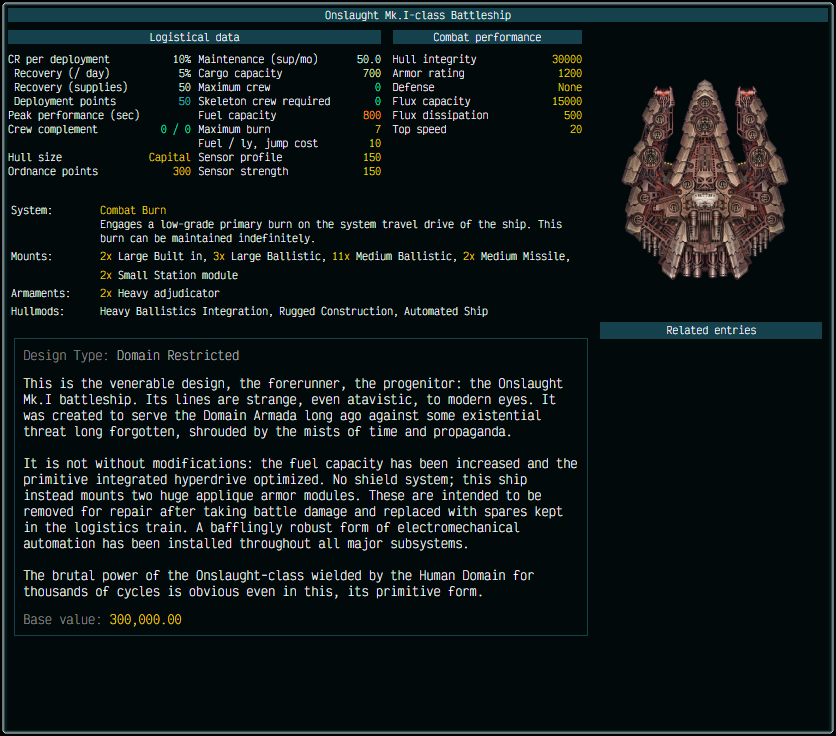 Onslaught Mk.I-class Battleship
Logistical data
Combat performance
CR per deployment 10% Maintenance (sup/mo) 50.0 Hull integrity 30000
Recovery (/ day) 5% Cargo capacity 700 Armor rating 1200
Recovery (supplies) 50 Maximum crew 0 Defense None
Deployment points 50 Skeleton crew required 0 Flux capacity 15000
Peak performance (sec) Fuel capacity 800 Flux dissipation 500
Crew complement 0 / 0 Maximum burn 7 Top speed 20
Fuel / ly, jump cost 10
Hull size Capital Sensor profile 150
Ordnance points 300 Sensor strength 150
System: Combat Burn
Engages a low-grade primary burn on the system travel drive of the ship. This
burn can be maintained indefinitely.
Mounts: 2x Large Built in, 3x Large Ballistic, 11x Medium Ballistic, 2x Medium Missile,
2x Small Station module
Armaments: 2x Heavy adjudicator
Hullmods: Heavy Ballistics Integration, Rugged Construction, Automated Ship
Related entries
Design Type: Domain Restricted
This is the venerable design, the forerunner, the progenitor: the Onslaught
Mk.I battleship. Its lines are strange, even atavistic, to modern eyes. It
was created to serve the Domain Armada long ago against some existential
threat long forgotten, shrouded by the mists of time and propaganda.
It is not without modifications: the fuel capacity has been increased and the
primitive integrated hyperdrive optimized. No shield system; this ship
instead mounts two huge applique armor modules. These are intended to be
removed for repair after taking battle damage and replaced with spares kept
in the logistics train. A bafflingly robust form of electromechanical
automation has been installed throughout all major subsystems.
The brutal power of the Onslaught-class wielded by the Human Domain for
thousands of cycles is obvious even in this, its primitive form.
Base value: 300,000.00